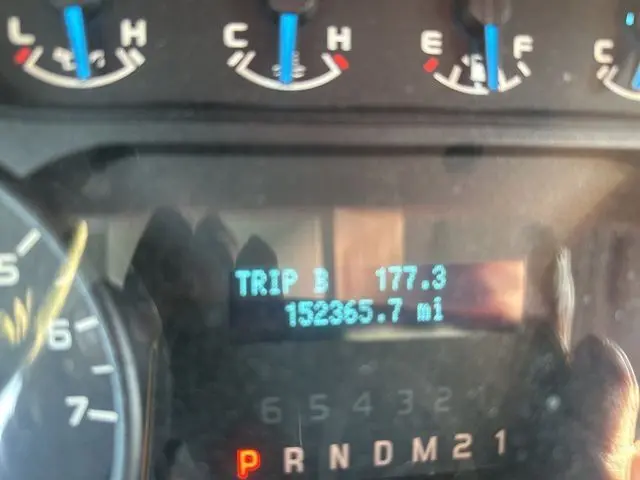 L H C H E F C
5
6
7
TRIP B 177.3
152365.7 mi
6 5 4 3 2 1
P R N D M 2 1